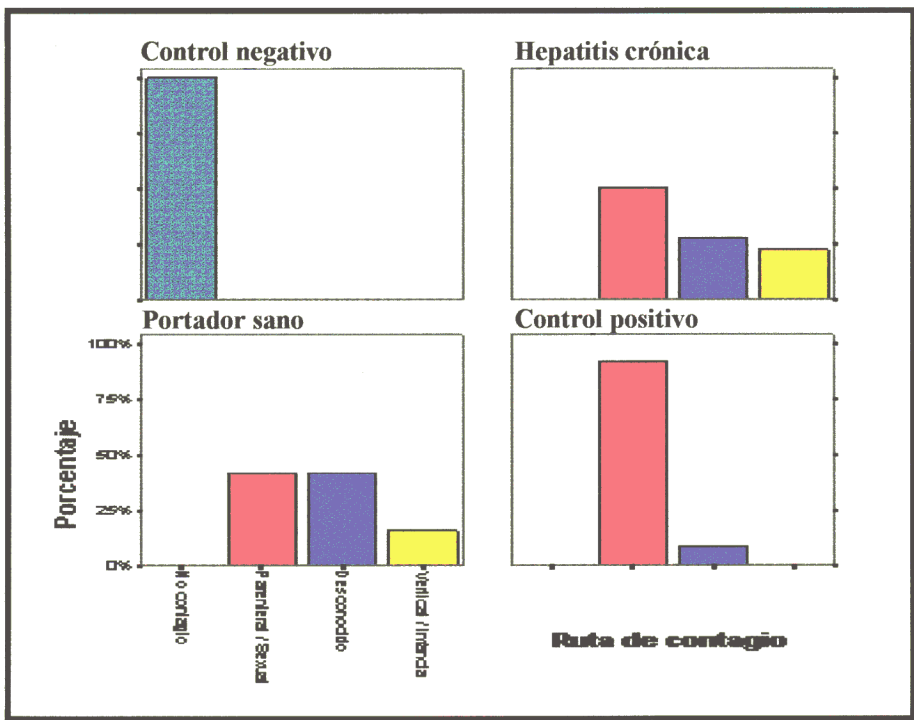 Control negativo
Hepatitis crónica
Portador sano
Control positivo
100%
75%
50%
25%
0%
Porcentaje
No contagio
Parenteral / Sexual
Desconocido
Vertical / Infancia
Ruta de contagio